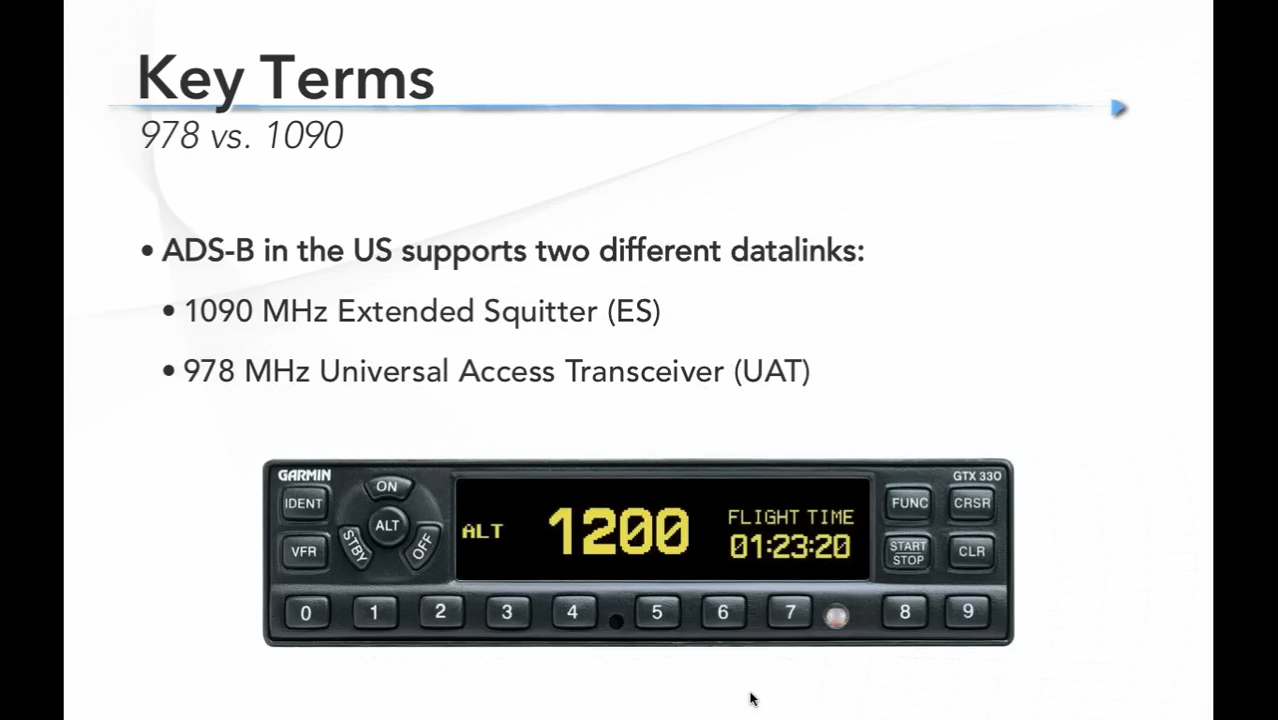 Key Terms
978 vs. 1090
• ADS-B in the US supports two different datalinks:
• 1090 MHz Extended Squitter (ES)
• 978 MHz Universal Access Transceiver (UAT)
GARMIN
GTX 330
IDENT
ON
ALT
STBY
OFF
VFR
ALT
1200
FLIGHT TIME
01:23:20
FUNC
CRSR
START
STOP
CLR
0 1 2 3 4 5 6 7 8 9